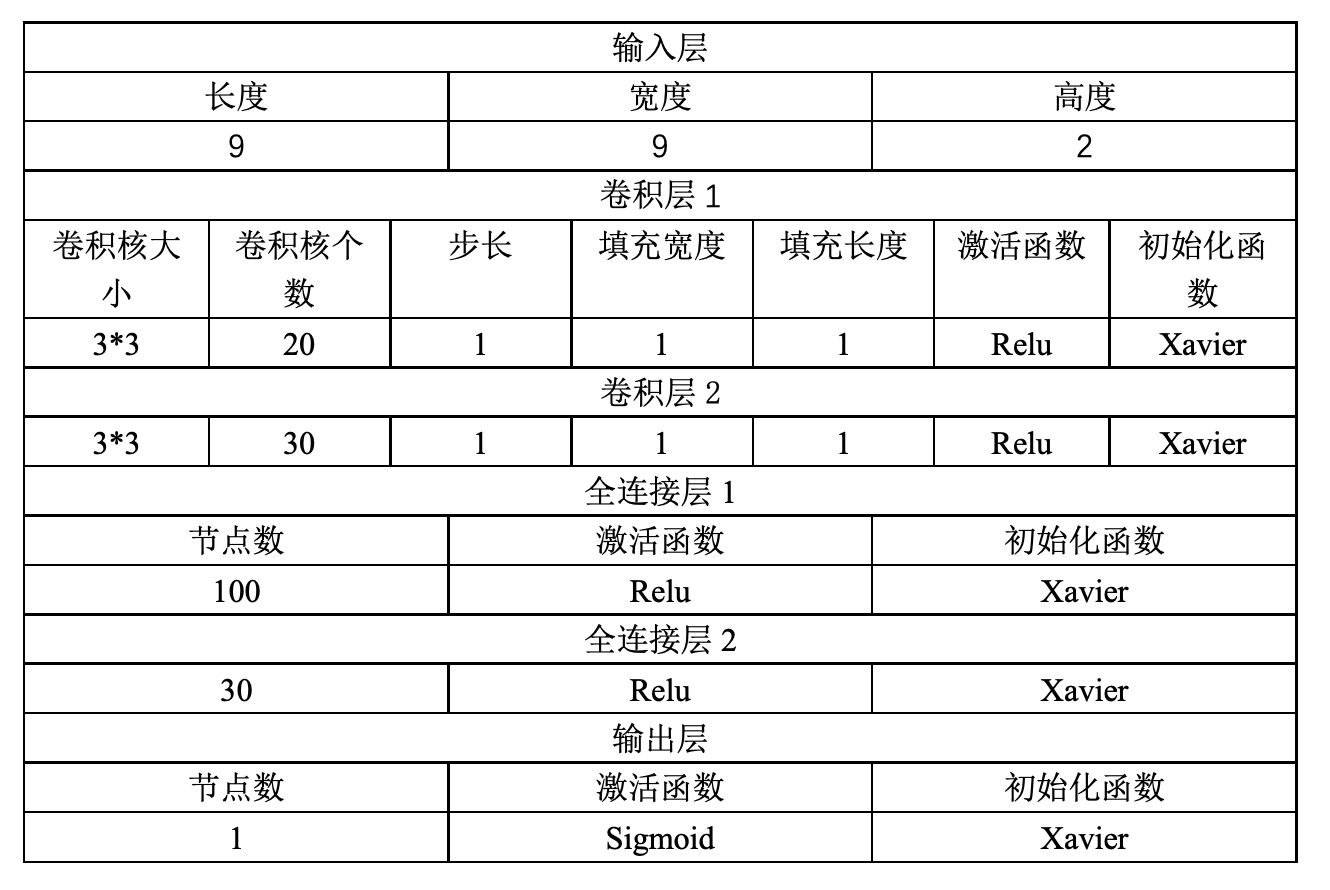 输入层
长度 宽度 高度
9 9 2
卷积层 1
卷积核大小 卷积核个数 步长 填充宽度 填充长度 激活函数 初始化函数
3*3 20 1 1 1 Relu Xavier
卷积层 2
3*3 30 1 1 1 Relu Xavier
全连接层 1
节点数 激活函数 初始化函数
100 Relu Xavier
全连接层 2
30 Relu Xavier
输出层
节点数 激活函数 初始化函数
1 Sigmoid Xavier